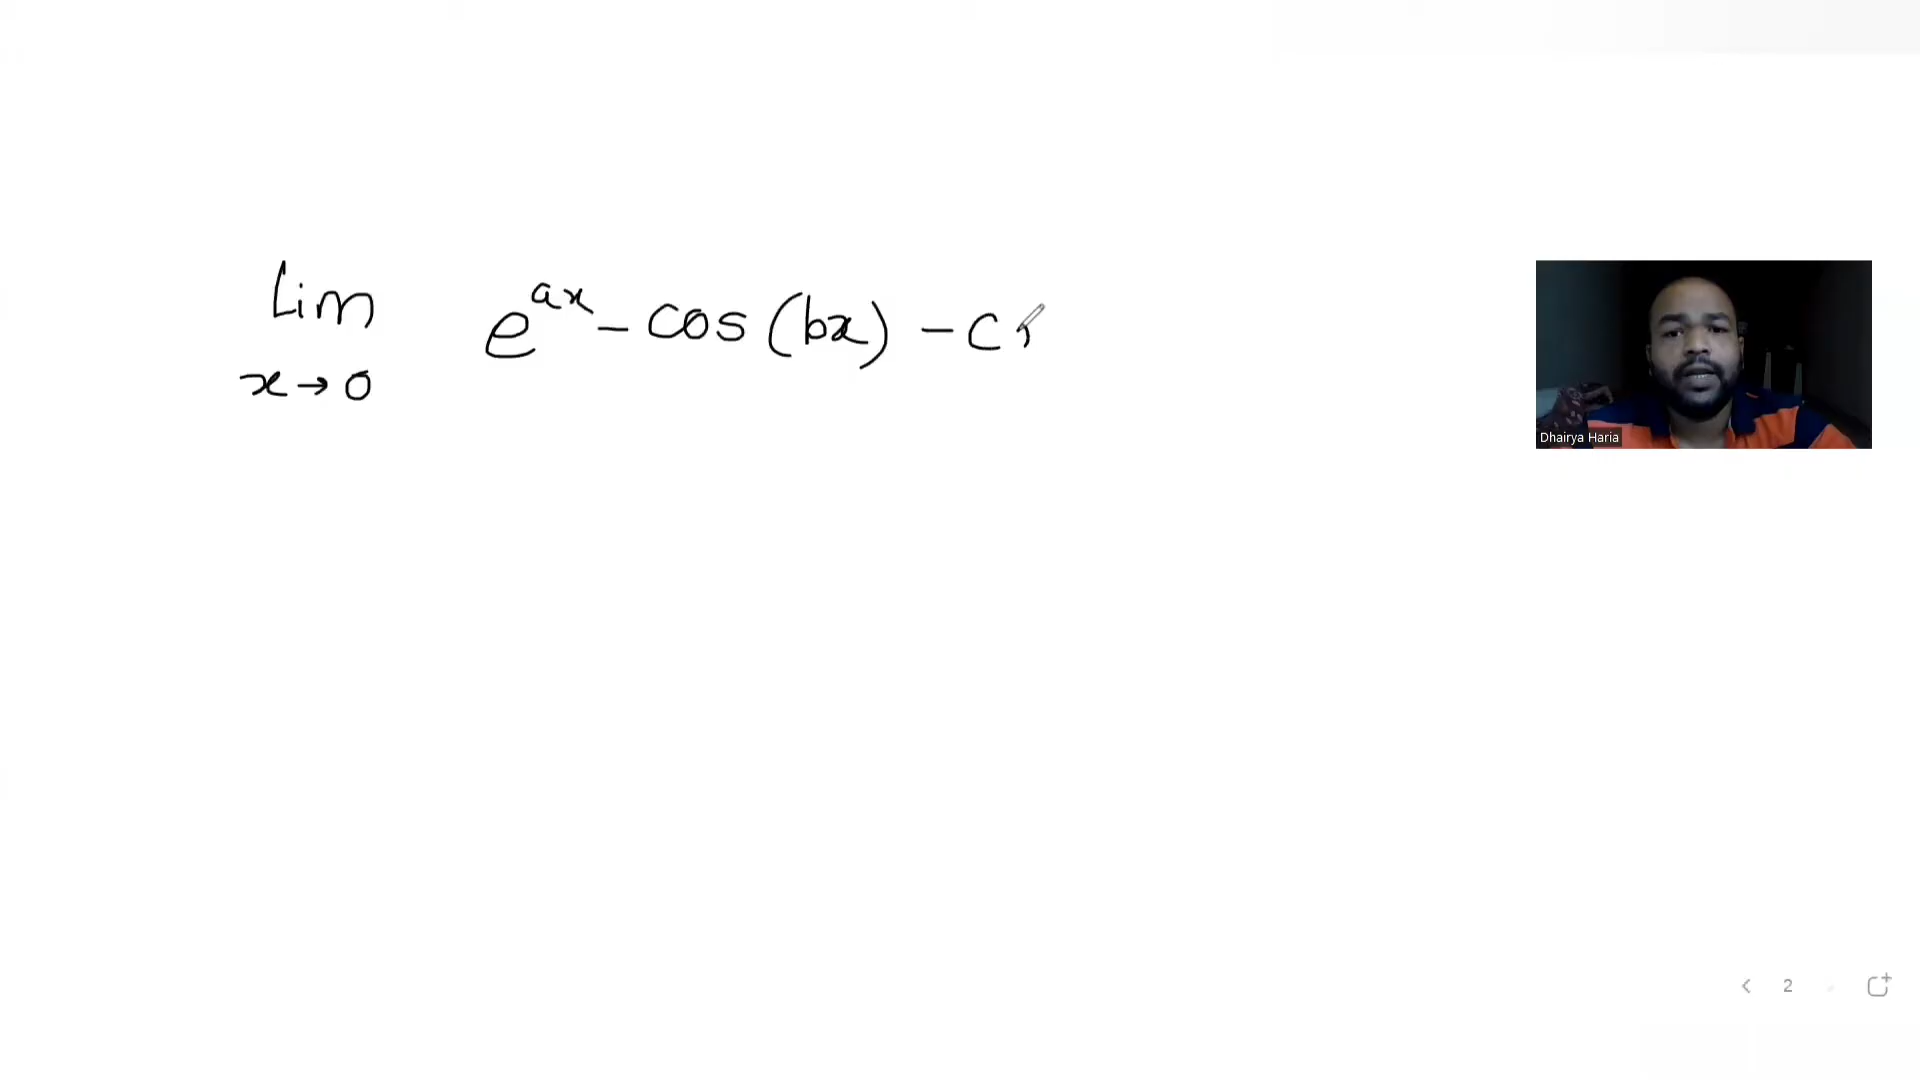 Lim e^{ax} - cos (bx) - c
x → 0
Dhairya Haria
2